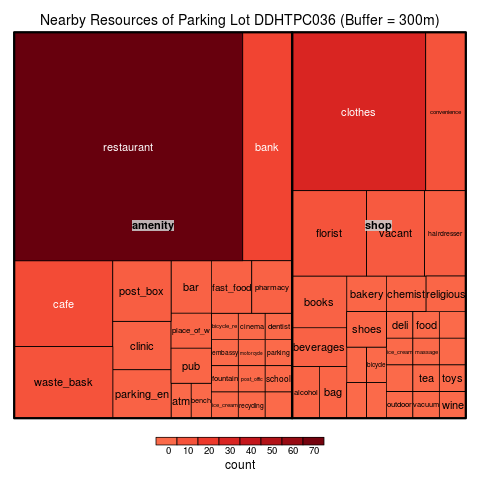 Nearby Resources of Parking Lot DDHTPC036 (Buffer = 300m)
restaurant
bank
amenity
cafe
waste_bask
post_box
clinic
parking_en
bar
fast_food
pharmacy
place_of_w
bicycle_re
cinema
dentist
pub
embassy
motorcycle
parking
fountain
post_offic
school
atm
bench
ice_cream
recycling
clothes
convenience
shop
florist
vacant
hairdresser
books
bakery
chemist
religious
beverages
shoes
deli
food
ice_cream
massage
bicycle
tea
toys
alcohol
bag
outdoor
vacuum
wine
0 10 20 30 40 50 60 70
count